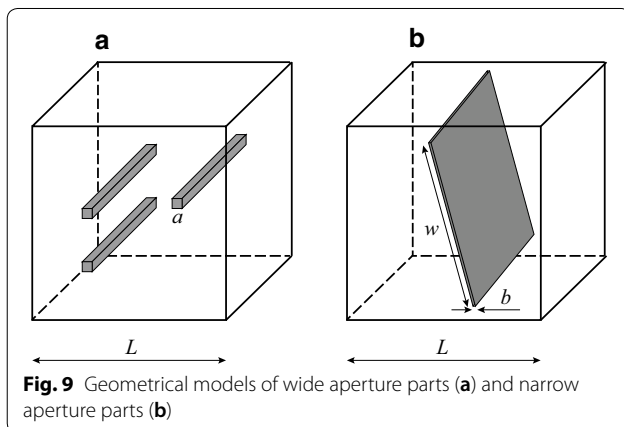 a
b
a
w
b
L
L
Fig. 9 Geometrical models of wide aperture parts (a) and narrow
aperture parts (b)